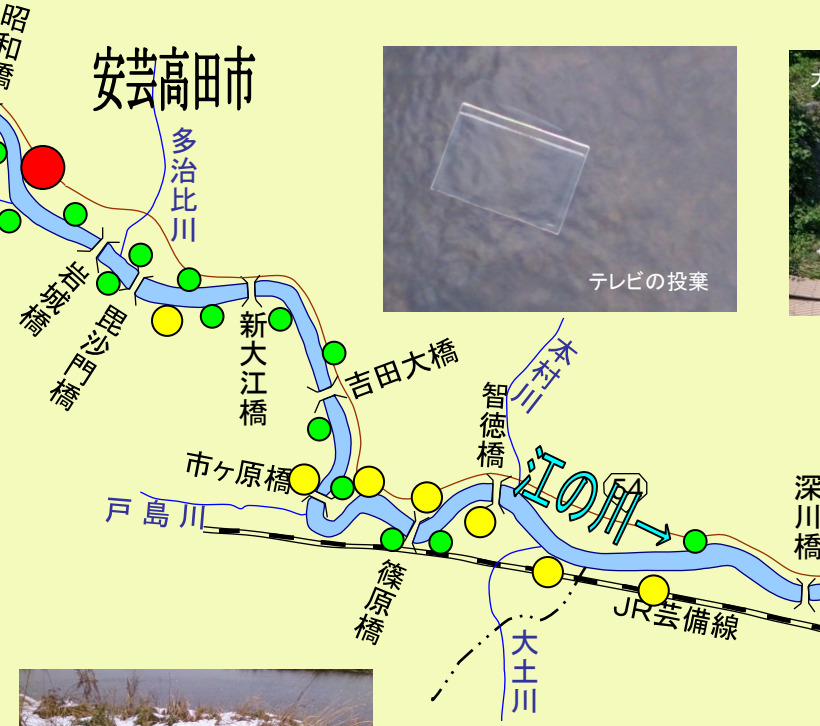 昭和橋
安芸高田市
多治比川
テレビの投棄
岩城橋
毘沙門橋
新大江橋
吉田大橋
本村川
智徳橋
市ヶ原橋
戸島川
江の川
54
深川橋
篠原橋
JR芸備線
大土川